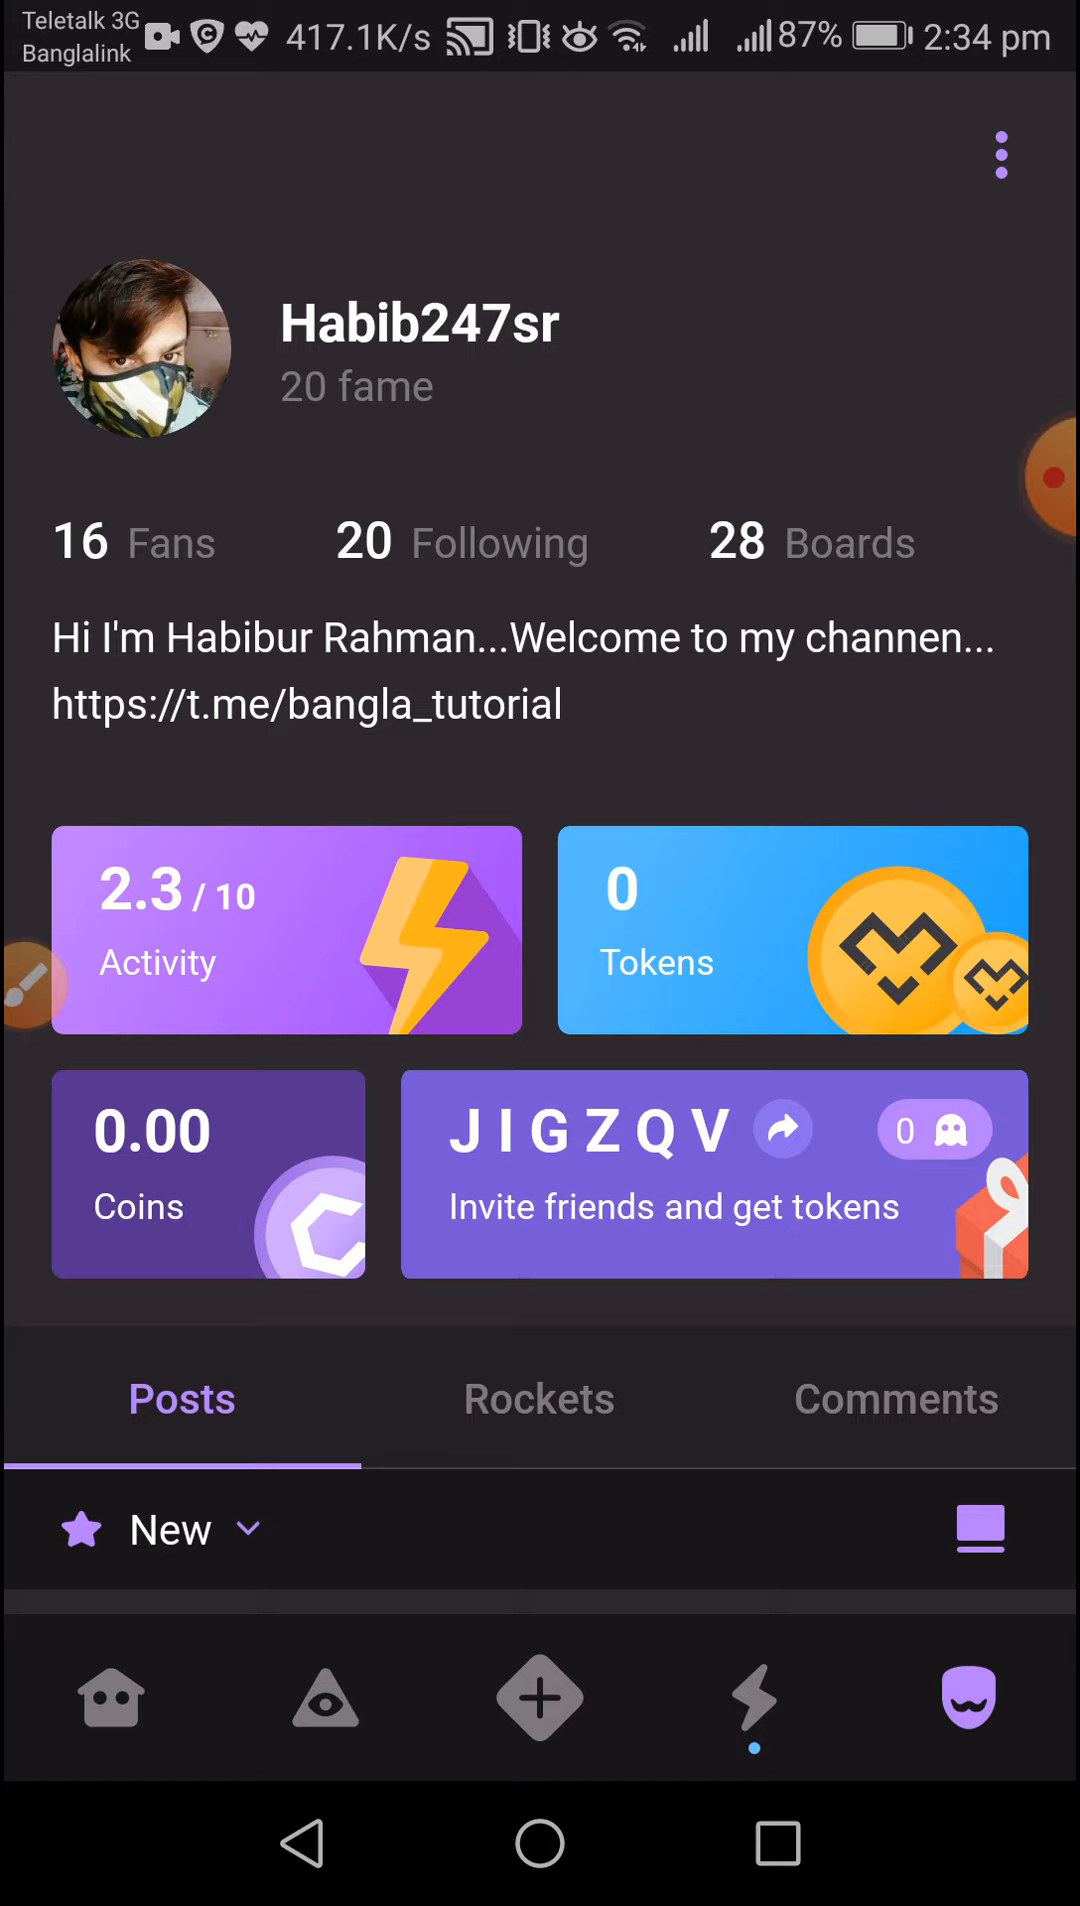 Teletalk 3G
Banglalink
417.1K/s 87% 2:34 pm
Habib247sr
20 fame
16 Fans 20 Following 28 Boards
Hi I'm Habibur Rahman...Welcome to my channen...
https://t.me/bangla_tutorial
2.3 / 10
Activity
0
Tokens
0.00
Coins
JIGZQV 0
Invite friends and get tokens
Posts Rockets Comments
New